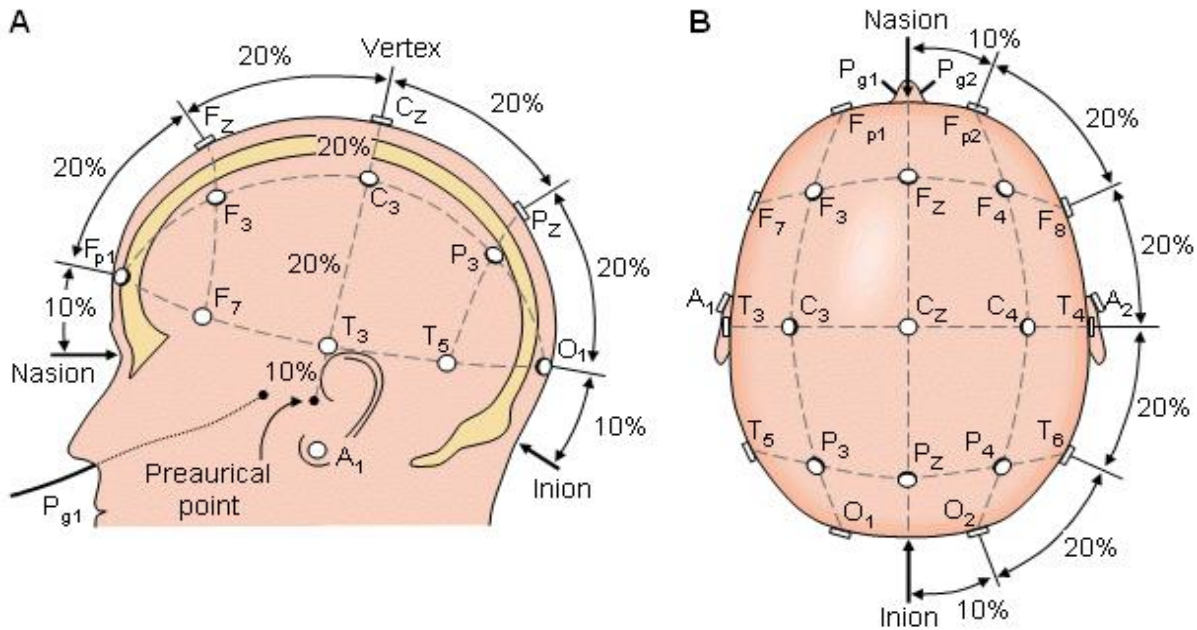 A
Vertex
20%
20%
Cz
Fz
20%
20%
C3
F3
Pz
Fp1
P3
20%
20%
10%
F7
T3
T5
O1
Nasion
10%
10%
A1
Preaurical
point
Inion
Pg1
B
Nasion
10%
Pg1
Pg2
Fp1
Fp2
20%
F7
F3
Fz
F4
F8
20%
A1
T3
C3
Cz
C4
T4
A2
20%
T5
P3
Pz
P4
T6
O1
O2
20%
10%
Inion